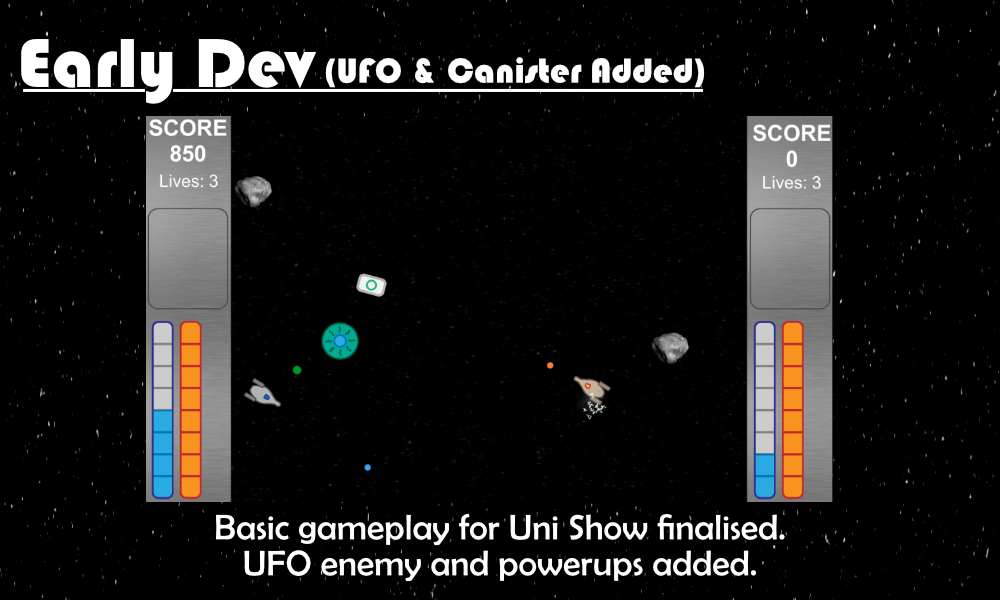 Early Dev (UFO & Canister Added)
SCORE
850
Lives: 3
SCORE
0
Lives: 3
Basic gameplay for Uni Show finalised.
UFO enemy and powerups added.